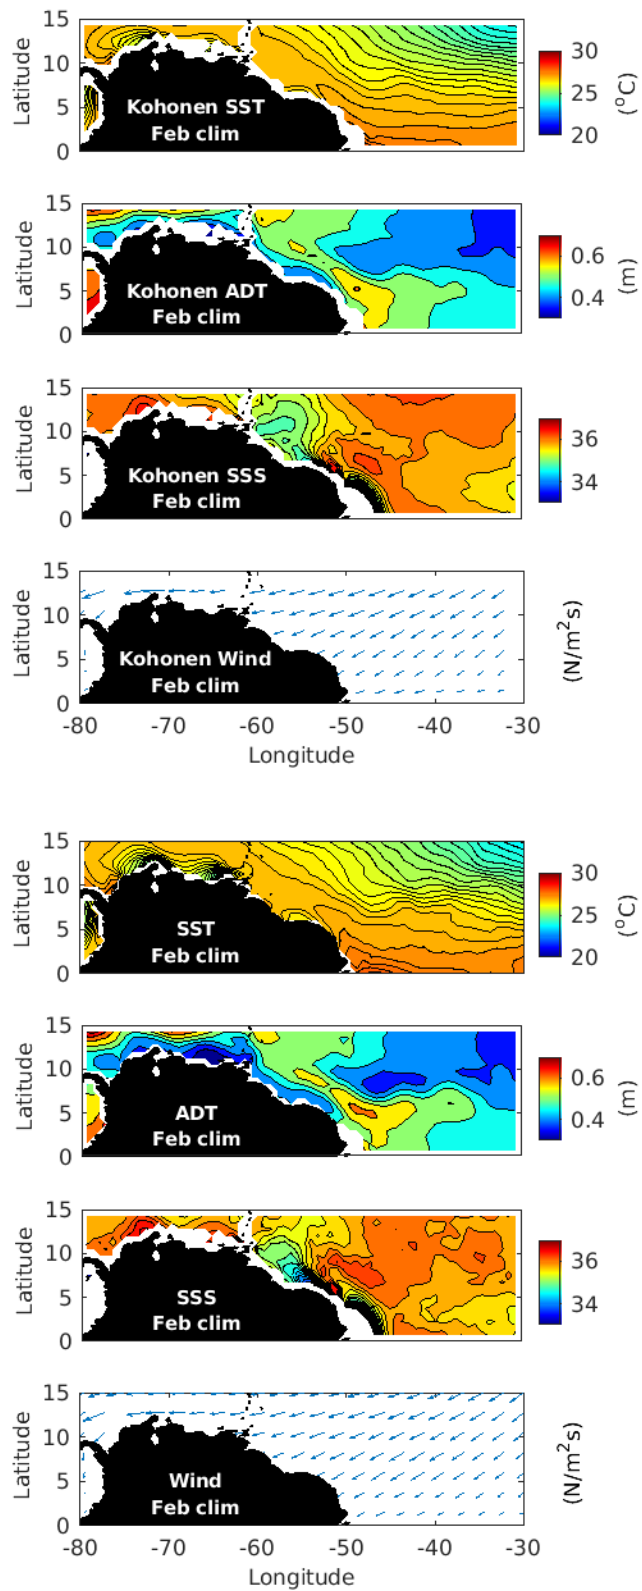 Latitude
15
10
5
0
Kohonen SST
Feb clim
30
25
20
(°C)
Latitude
15
10
5
0
Kohonen ADT
Feb clim
0.6
0.4
(m)
Latitude
15
10
5
0
Kohonen SSS
Feb clim
36
34
Latitude
15
10
5
0
Kohonen Wind
Feb clim
(N/m²s)
-80 -70 -60 -50 -40 -30
Longitude
Latitude
15
10
5
0
SST
Feb clim
30
25
20
(°C)
Latitude
15
10
5
0
ADT
Feb clim
0.6
0.4
(m)
Latitude
15
10
5
0
SSS
Feb clim
36
34
Latitude
15
10
5
0
Wind
Feb clim
(N/m²s)
-80 -70 -60 -50 -40 -30
Longitude